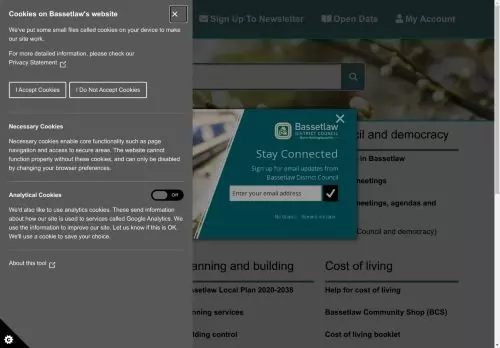 Cookies on Bassetlaw's website
We've put some small files called cookies on your device to make
our site work.
For more detailed information, please check our
Privacy Statement
I Accept Cookies
I Do Not Accept Cookies
Necessary Cookies
Necessary cookies enable core functionality such as page
navigation and access to secure areas. The website cannot
function properly without these cookies, and can only be disabled
by changing your browser preferences.
Analytical Cookies
Off
We'd also like to use analytics cookies. These send information
about how our site is used to services called Google Analytics. We
use the information to improve our site. Let us know if this is OK.
We'll use a cookie to save your choice.
About this tool
Sign Up To Newsletter
Open Data
My Account
Bassetlaw
DISTRICT COUNCIL
Stay Connected
Sign up for email updates from
Bassetlaw District Council
Enter your email address
No thanks
Remind me later
cil and democracy
in Bassetlaw
meetings
meetings, agendas and
Council and democracy)
anning and building
ssetlaw Local Plan 2020-2038
nning services
ilding control
Cost of living
Help for cost of living
Bassetlaw Community Shop (BCS)
Cost of living booklet